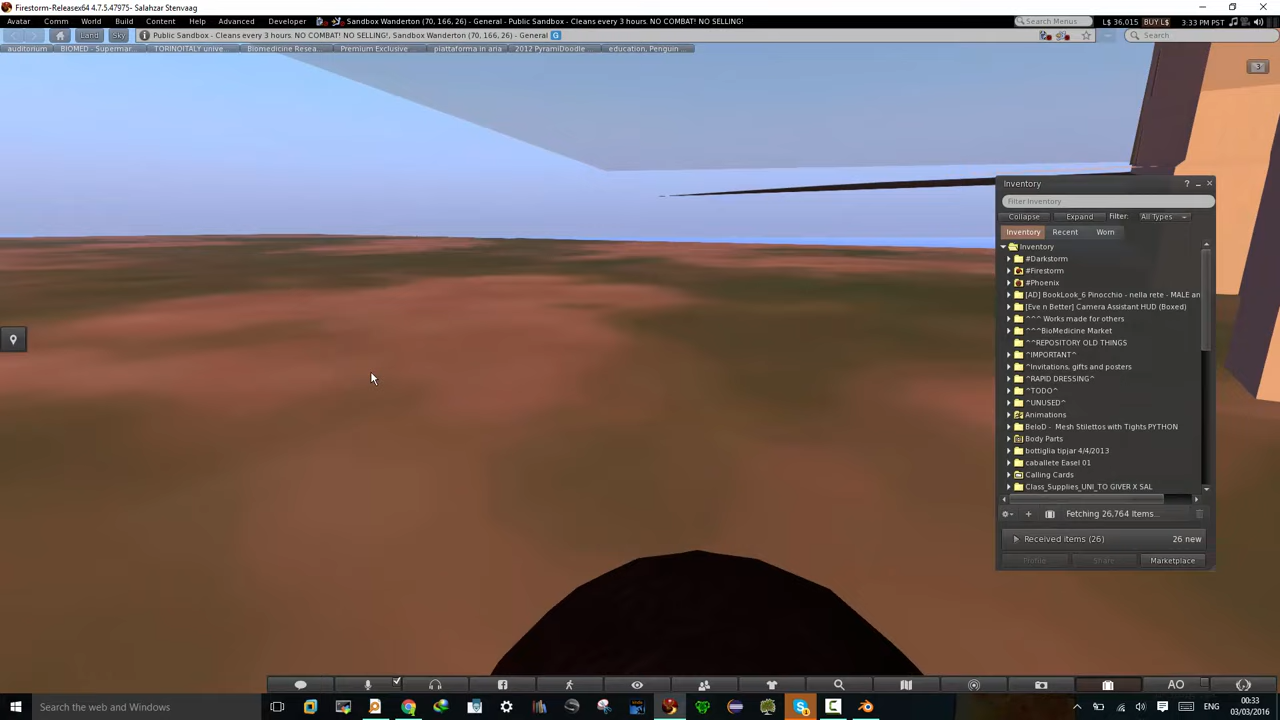 Firestorm-Releasex64 4.7.5.47975- Salahzar Stenvaag
Avatar Comm World Build Content Help Advanced Developer Sandbox Wanderton (70, 166, 26) - General - Public Sandbox - Cleans every 3 hours. NO COMBAT! NO SELLING!, Search Menus L$ 36,015 BUY L$ 3:33 PM PST
Land Sky Public Sandbox - Cleans every 3 hours. NO COMBAT! NO SELLING!, Sandbox Wanderton (70, 166, 26) - General G Search
auditorium BIOMED - Supermar... TORINOITALY unive... Biomedicine Resea... Premium Exclusive... piattaforma in aria 2012 PyramiDoodle education, Penguin ...
3
Inventory ?
Filter Inventory
Collapse Expand Filter: All Types
Inventory Recent Worn
Inventory
#Darkstorm
#Firestorm
#Phoenix
[AD] BookLook_6 Pinocchio - nella rete - MALE an
[Eve n Better] Camera Assistant HUD (Boxed)
^^^ Works made for others
^^^BioMedicine Market
^^REPOSITORY OLD THINGS
^IMPORTANT^
^Invitations, gifts and posters
^RAPID DRESSING^
^TODO^
^UNUSED^
Animations
BeloD - Mesh Stilettos with Tights PYTHON
Body Parts
bottiglia tipjar 4/4/2013
caballete Easel 01
Calling Cards
Class_Supplies_UNI_TO GIVER X SAL
Fetching 26,764 Items...
Received Items (26) 26 new
Profile Share Marketplace
AO
Search the web and Windows
00:33
03/03/2016